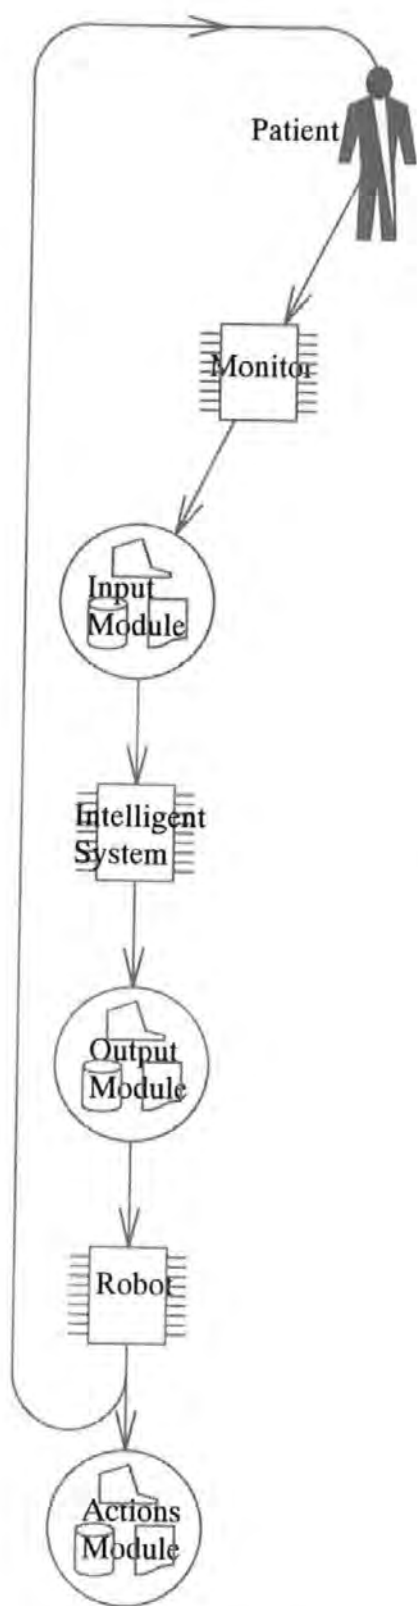 Patient
Monitor
Input
Module
Intelligent
System
Output
Module
Robot
Actions
Module